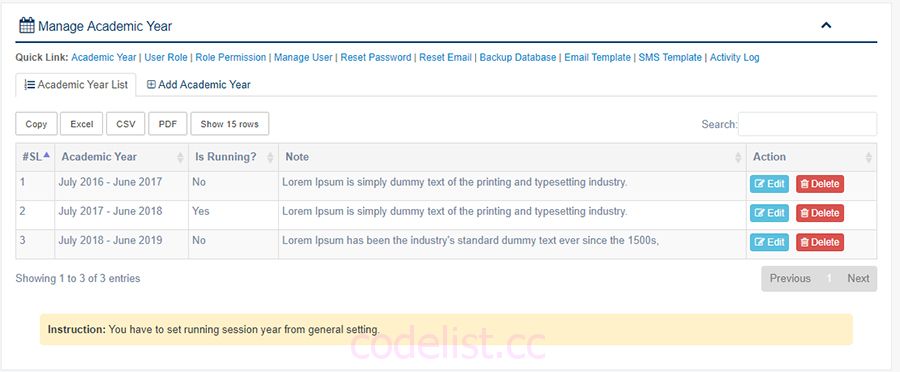 Manage Academic Year
Quick Link: Academic Year | User Role | Role Permission | Manage User | Reset Password | Reset Email | Backup Database | Email Template | SMS Template | Activity Log
Academic Year List Add Academic Year
Copy Excel CSV PDF Show 15 rows Search:
#SL Academic Year Is Running? Note Action
1 July 2016 - June 2017 No Lorem Ipsum is simply dummy text of the printing and typesetting industry. Edit Delete
2 July 2017 - June 2018 Yes Lorem Ipsum is simply dummy text of the printing and typesetting industry. Edit Delete
3 July 2018 - June 2019 No Lorem Ipsum has been the industry's standard dummy text ever since the 1500s, Edit Delete
Showing 1 to 3 of 3 entries Previous 1 Next
Instruction: You have to set running session year from general setting.
codelist.cc